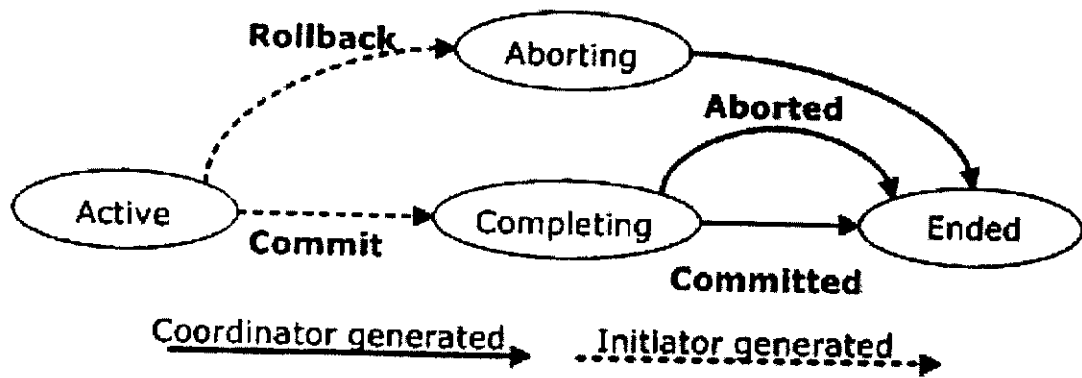 Rollback
Aborting
Aborted
Active
Completing
Ended
Commit
Committed
Coordinator generated
Initiator generated